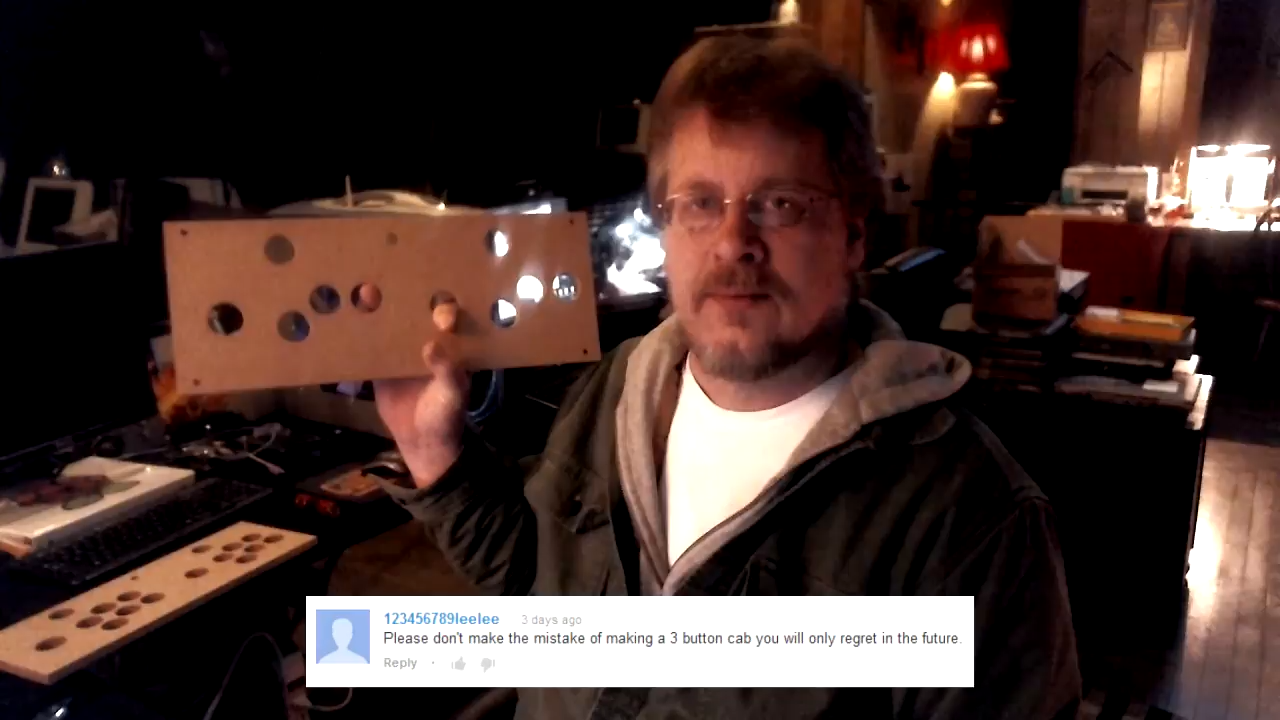 123456789leelee 3 days ago
Please don't make the mistake of making a 3 button cab you will only regret in the future.
Reply ·